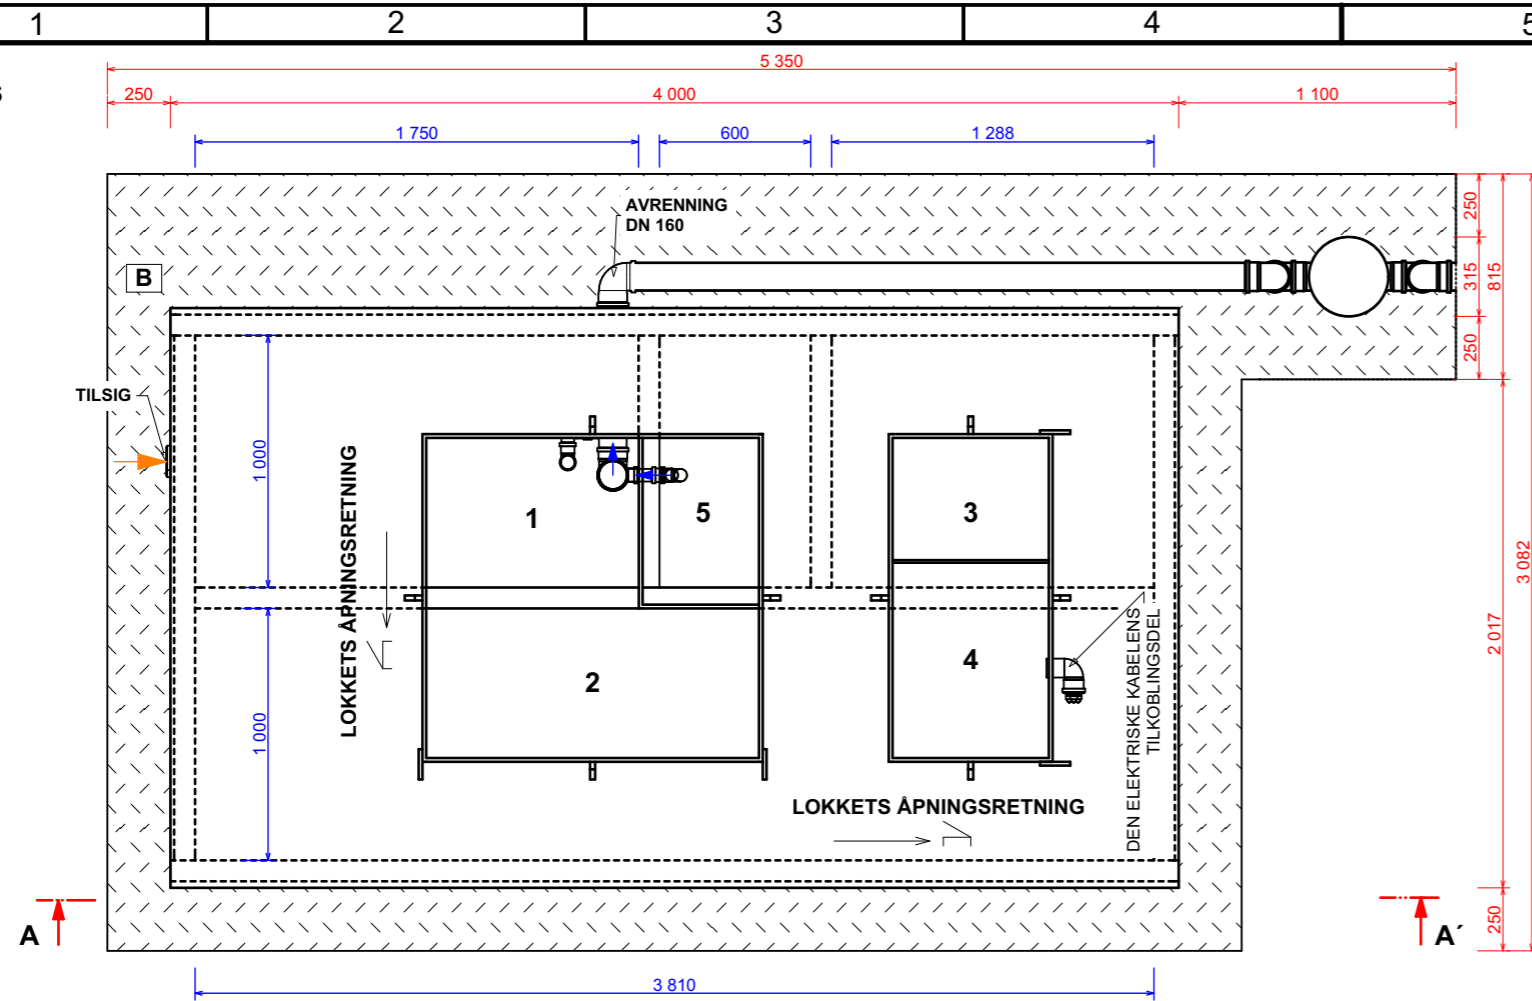 1 2 3 4
5 350
250 4 000 1 100
1 750 600 1 288
AVRENNING
DN 160
B
TILSIG
250
315
815
250
1 000
LOKKETS ÅPNINGSRETNING
1
5
3
2
4
1 000
LOKKETS ÅPNINGSRETNING
DEN ELEKTRISKE KABELENS
TILKOBLINGSDEL
2 017
3 082
250
A
A´
3 810